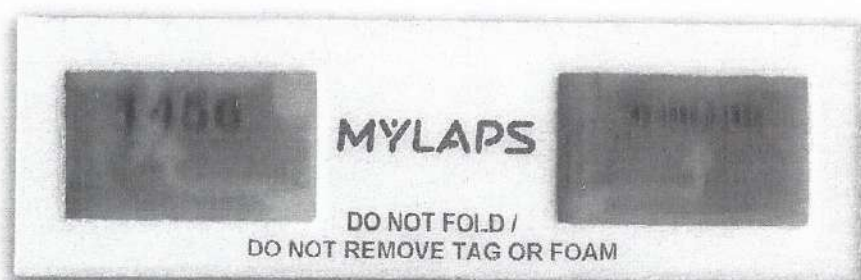 MYLAPS
DO NOT FOLD /
DO NOT REMOVE TAG OR FOAM